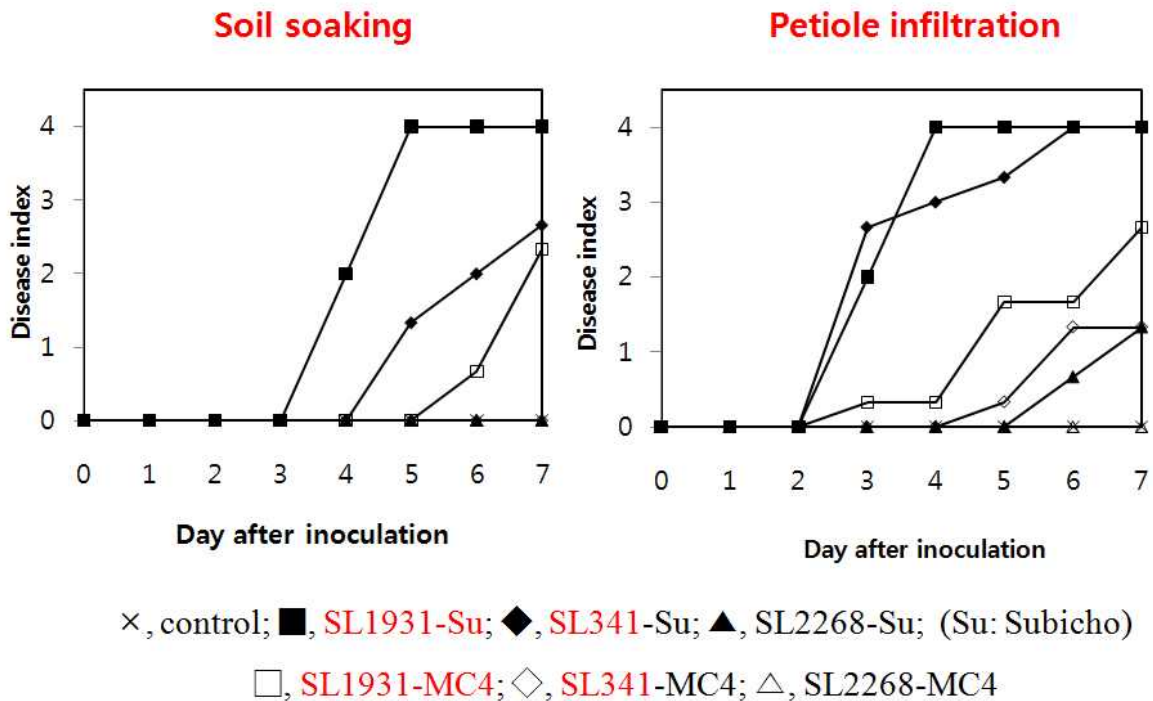 Soil soaking
Petiole infiltration
4
3
2
1
0
Disease index
0 1 2 3 4 5 6 7
Day after inoculation
4
3
2
1
0
Disease index
0 1 2 3 4 5 6 7
Day after inoculation
×, control; ■, SL1931-Su; ◆, SL341-Su; ▲, SL2268-Su; (Su: Subicho)
□, SL1931-MC4; ◇, SL341-MC4; △, SL2268-MC4